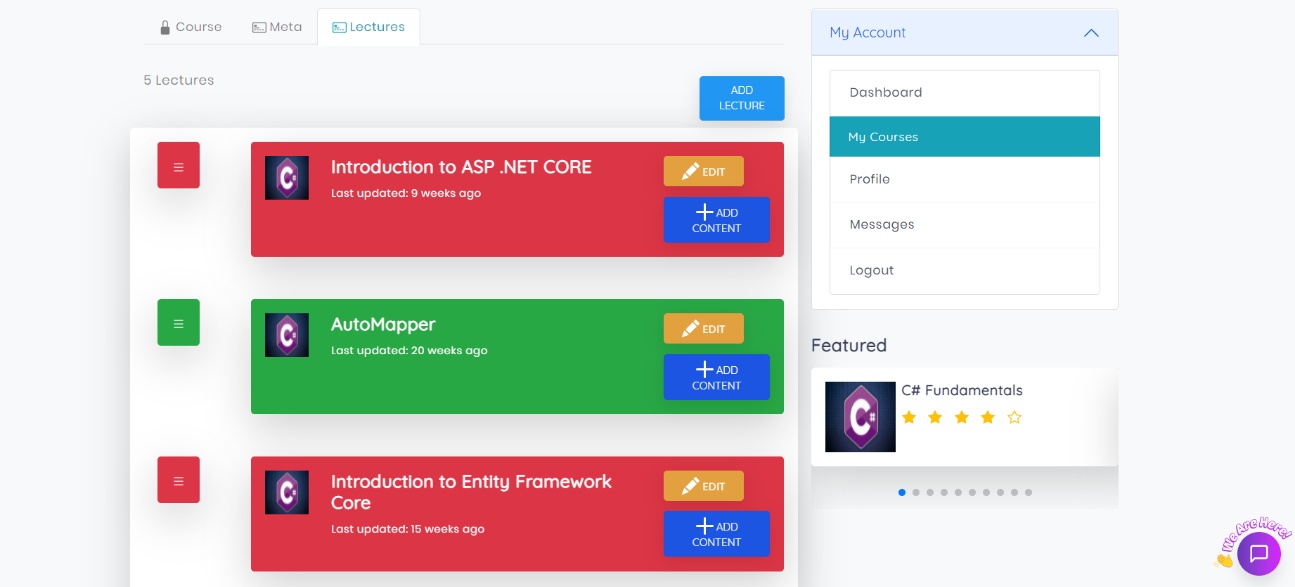 Course
Meta
Lectures
5 Lectures
ADD
LECTURE
Introduction to ASP .NET CORE
Last updated: 9 weeks ago
EDIT
ADD
CONTENT
AutoMapper
Last updated: 20 weeks ago
EDIT
ADD
CONTENT
Introduction to Entity Framework
Core
Last updated: 15 weeks ago
EDIT
ADD
CONTENT
My Account
Dashboard
My Courses
Profile
Messages
Logout
Featured
C# Fundamentals
C#
C#
C#
C#
We Are Here!